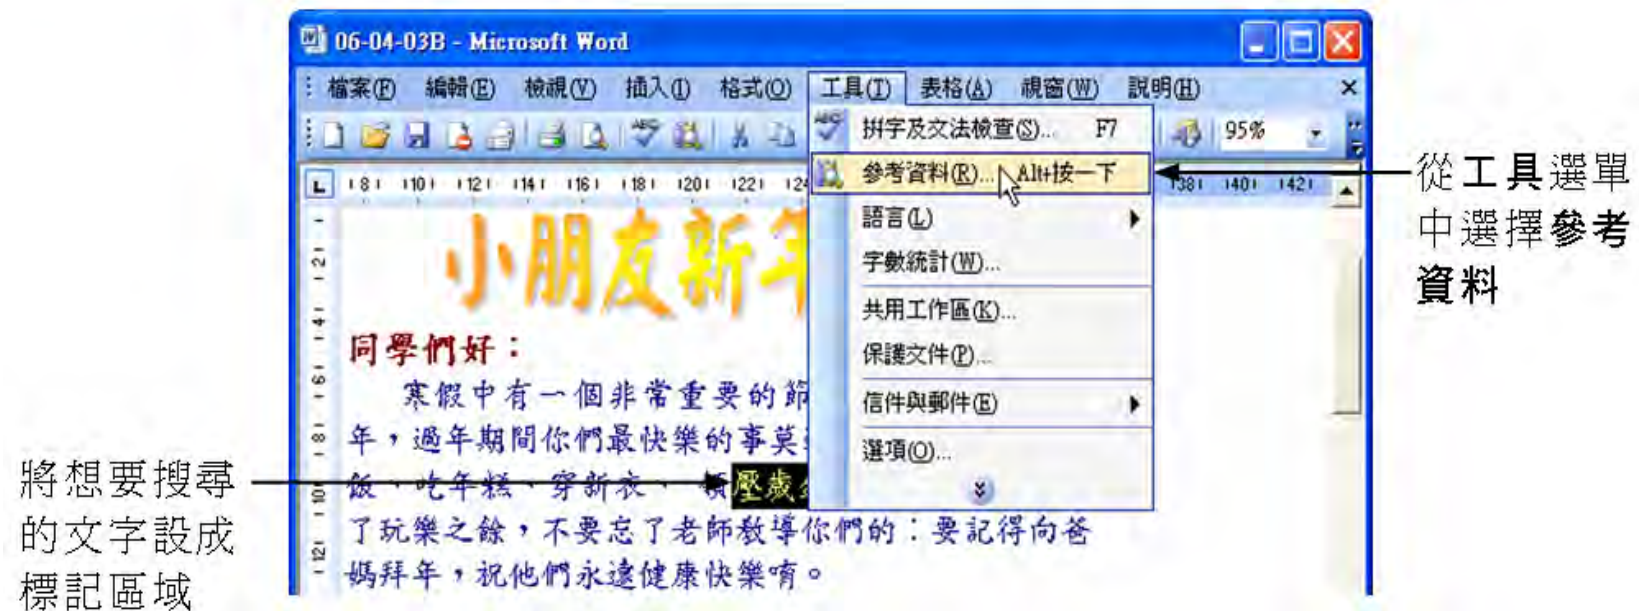 06-04-03B - Microsoft Word
檔案(F) 編輯(E) 檢視(V) 插入(I) 格式(O) 工具(T) 表格(A) 視窗(W) 說明(H)
95%
拼字及文法檢查(S)... F7
參考資料(R)... Alt+按一下
語言(L)
字數統計(W)...
共用工作區(K)...
保護文件(P)...
信件與郵件(E)
選項(O)...
從工具選單
中選擇參考
資料
小朋友新年
同學們好：
寒假中有一個非常重要的節
年，過年期間你們最快樂的事莫
飯、吃年糕、穿新衣、領壓歲
了玩樂之餘，不要忘了老師教導你們的：要記得向爸
媽拜年，祝他們永遠健康快樂唷。
將想要搜尋
的文字設成
標記區域